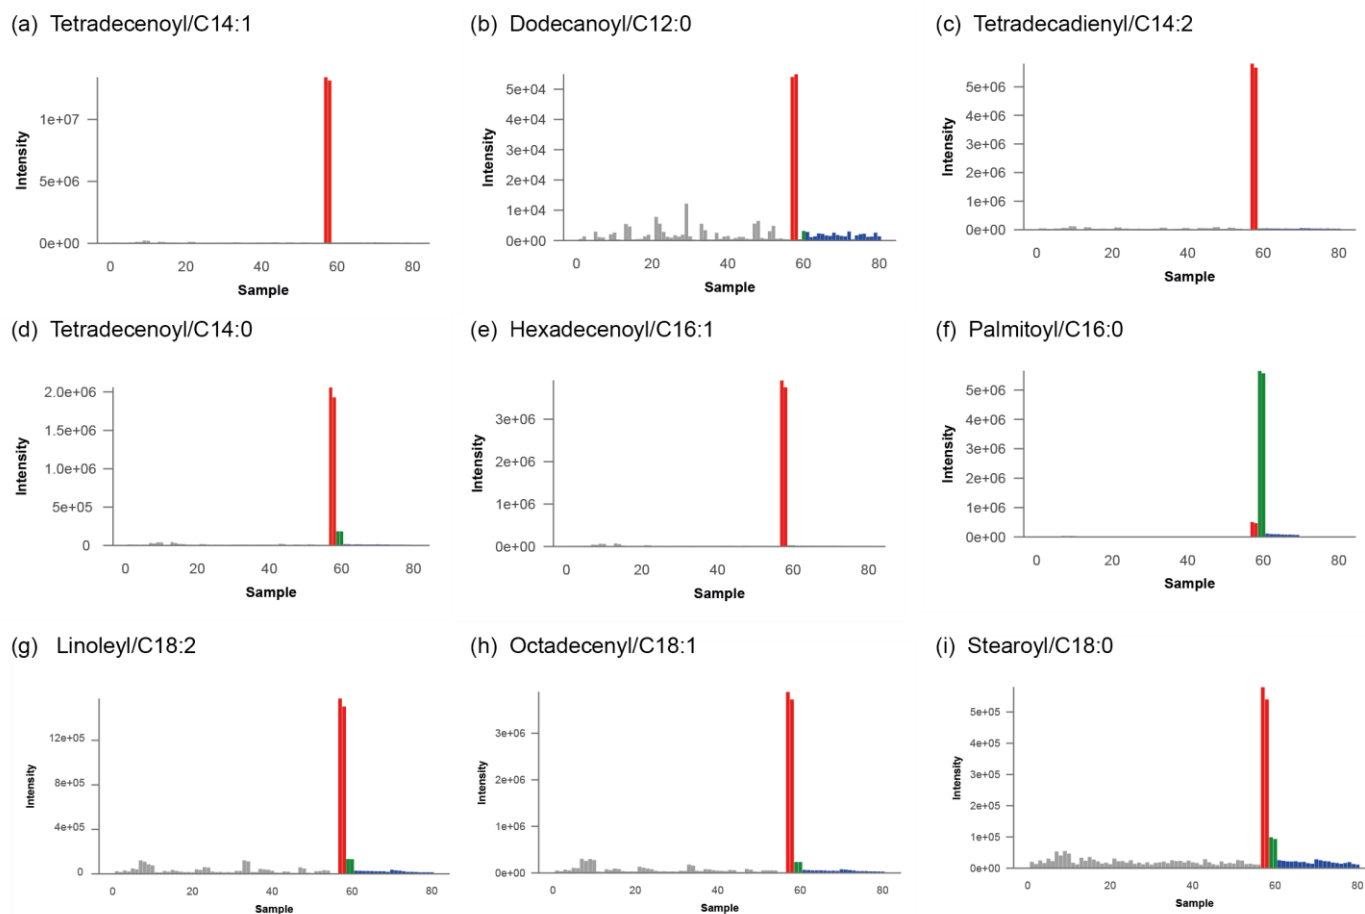 (a) Tetradecenoyl/C14:1
(b) Dodecanoyl/C12:0
(c) Tetradecadienyl/C14:2
1e+07
5e+06
0e+00
Intensity
0 20 40 60 80
Sample
5e+04
4e+04
3e+04
2e+04
1e+04
0e+00
Intensity
0 20 40 60 80
Sample
5e+06
4e+06
3e+06
2e+06
1e+06
0e+00
Intensity
0 20 40 60 80
Sample
(d) Tetradecenoyl/C14:0
(e) Hexadecenoyl/C16:1
(f) Palmitoyl/C16:0
2.0e+06
1.5e+06
1.0e+06
5e+05
0
Intensity
0 20 40 60 80
Sample
3e+06
2e+06
1e+06
0e+00
Intensity
0 20 40 60 80
Sample
5e+06
4e+06
3e+06
2e+06
1e+06
0e+00
Intensity
0 20 40 60 80
Sample
(g) Linoleyl/C18:2
(h) Octadecenyl/C18:1
(i) Stearoyl/C18:0
12e+05
8e+05
4e+05
0
Intensity
0 20 40 60 80
Sample
3e+06
2e+06
1e+06
0e+00
Intensity
0 20 40 60 80
Sample
5e+05
4e+05
3e+05
2e+05
1e+05
0e+00
Intensity
0 20 40 60 80
Sample